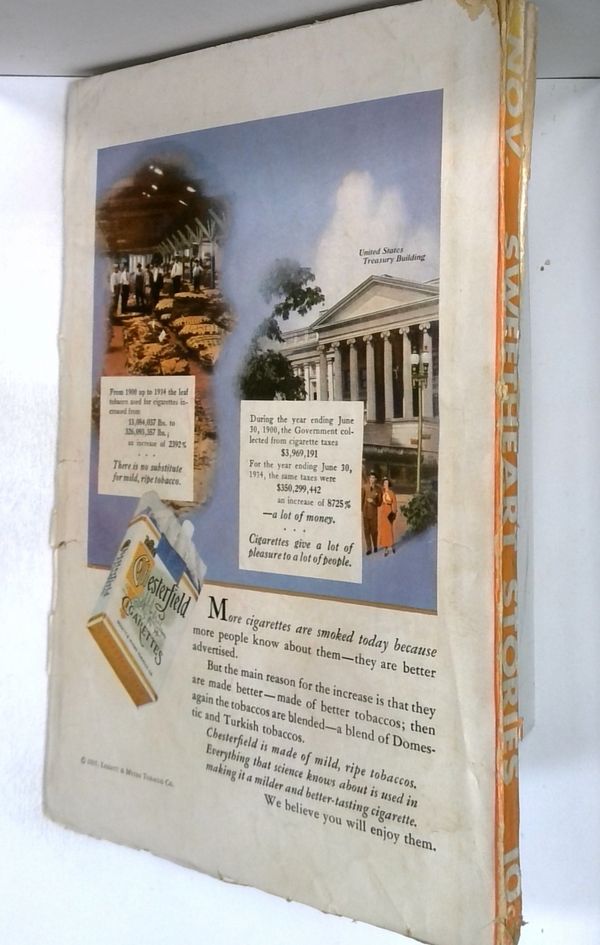 United States
Treasury Building
From 1900 up to 1934 the leaf
tobacco used for cigarettes in-
creased from
13,084,037 lbs. to
326,093,357 lbs.;
an increase of 2392%
There is no substitute
for mild, ripe tobacco.
During the year ending June
30, 1900, the Government col-
lected from cigarette taxes
$3,969,191
For the year ending June 30,
1934, the same taxes were
$350,299,442
an increase of 8725%
—a lot of money.
Cigarettes give a lot of
pleasure to a lot of people.
Chesterfield
CIGARETTES
More cigarettes are smoked today because
more people know about them—they are better
advertised.
But the main reason for the increase is that they
are made better—made of better tobaccos; then
again the tobaccos are blended—a blend of Domes-
tic and Turkish tobaccos.
Chesterfield is made of mild, ripe tobaccos.
Everything that science knows about is used in
making it a milder and better-tasting cigarette.
We believe you will enjoy them.
LIGGETT & MYERS TOBACCO CO.
NOV. SWEETHEART STORIES 10c